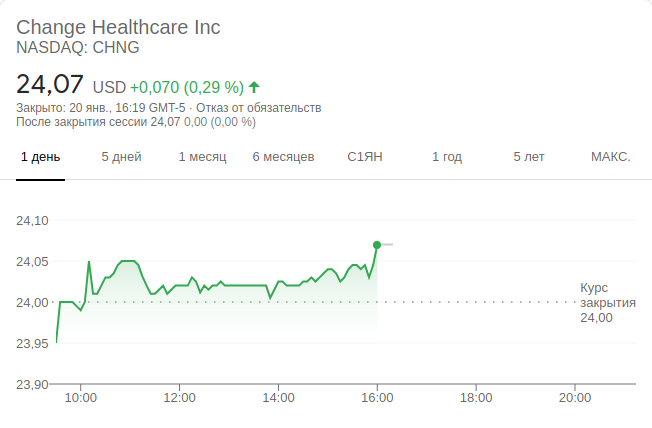 Change Healthcare Inc
NASDAQ: CHNG
24,07 USD +0,070 (0,29 %)
Закрыто: 20 янв., 16:19 GMT-5 · Отказ от обязательств
После закрытия сессии 24,07 0,00 (0,00 %)
1 день 5 дней 1 месяц 6 месяцев С1ЯН 1 год 5 лет МАКС.
24,10
24,05
24,00
23,95
23,90
Курс
закрытия
24,00
10:00 12:00 14:00 16:00 18:00 20:00